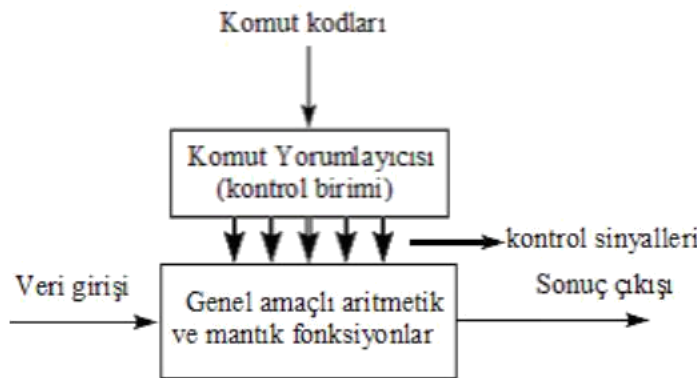 Komut kodları
Komut Yorumlayıcısı
(kontrol birimi)
kontrol sinyalleri
Veri girişi
Sonuç çıkışı
Genel amaçlı aritmetik
ve mantık fonksiyonlar